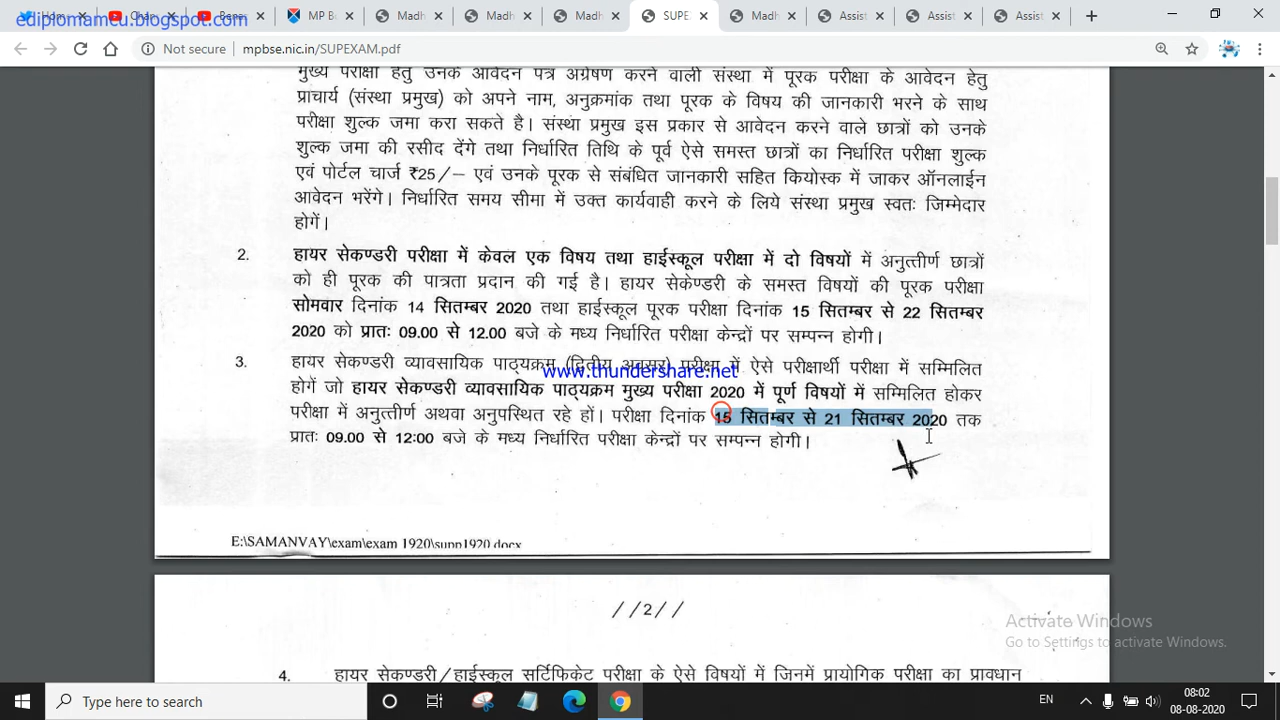 ediponameu.blogspot.in
MP B
Madh
Madh
Madh
SUPEX
Madh
Assist
Assist
Assist
Not secure | mpbse.nic.in/SUPEXAM.pdf
मुख्य परीक्षा हेतु उनके आवेदन पत्र अग्रेषण करने वाली संस्था में पूरक परीक्षा के आवेदन हेतु
प्राचार्य (संस्था प्रमुख) को अपने नाम, अनुक्रमांक तथा पूरक के विषय की जानकारी भरने के साथ
परीक्षा शुल्क जमा करा सकते है। संस्था प्रमुख इस प्रकार से आवेदन करने वाले छात्रों को उनके
शुल्क जमा की रसीद देंगे तथा निर्धारित तिथि के पूर्व ऐसे समस्त छात्रों का निर्धारित परीक्षा शुल्क
एवं पोर्टल चार्ज ₹25/– एवं उनके पूरक से संबंधित जानकारी सहित कियोस्क में जाकर ऑनलाईन
आवेदन भरेंगे। निर्धारित समय सीमा में उक्त कार्यवाही करने के लिये संस्था प्रमुख स्वतः जिम्मेदार
होगें।
2. हायर सेकण्डरी परीक्षा में केवल एक विषय तथा हाईस्कूल परीक्षा में दो विषयों में अनुत्तीर्ण छात्रों
को ही पूरक की पात्रता प्रदान की गई है। हायर सेकेण्डरी के समस्त विषयों की पूरक परीक्षा
सोमवार दिनांक 14 सितम्बर 2020 तथा हाईस्कूल पूरक परीक्षा दिनांक 15 सितम्बर से 22 सितम्बर
2020 को प्रातः 09.00 से 12.00 बजे के मध्य निर्धारित परीक्षा केन्द्रों पर सम्पन्न होगी।
3. हायर सेकण्डरी व्यावसायिक पाठ्यक्रम (द्वितीय अवसर) परीक्षा में ऐसे परीक्षार्थी परीक्षा में सम्मिलित
www.thundershare.net
होगें जो हायर सेकण्डरी व्यावसायिक पाठ्यक्रम मुख्य परीक्षा 2020 में पूर्ण विषयों में सम्मिलित होकर
परीक्षा में अनुत्तीर्ण अथवा अनुपस्थित रहे हों। परीक्षा दिनांक 15 सितम्बर से 21 सितम्बर 2020 तक
प्रातः 09.00 से 12:00 बजे के मध्य निर्धारित परीक्षा केन्द्रों पर सम्पन्न होगी।
E:\SAMANVAY\exam\exam 1920\supp1920.docx
//2//
Activate Windows
Go to Settings to activate Windows.
4. हायर सेकण्डरी/हाईस्कूल सर्टिफिकेट परीक्षा के ऐसे विषयों में जिनमें प्रायोगिक परीक्षा का प्रावधान
Type here to search
EN
08:02
08-08-2020